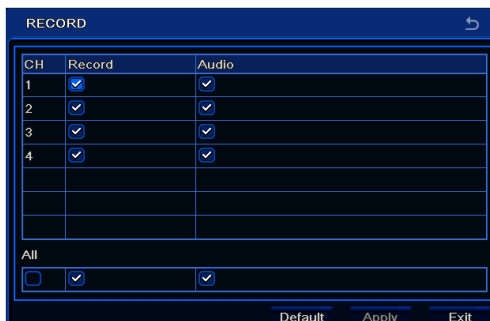 RECORD
CH Record Audio
1
2
3
4
All
Default Apply Exit